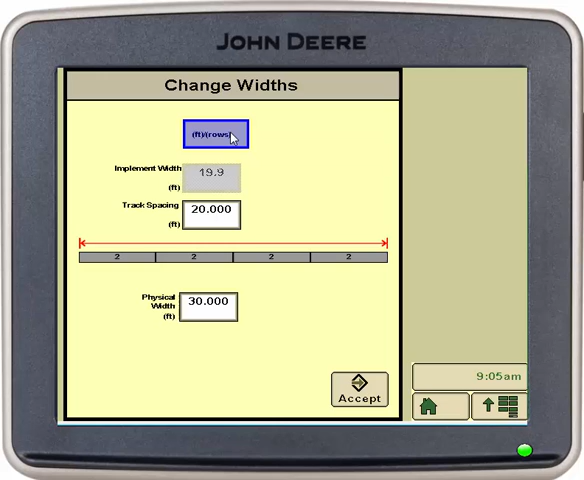 JOHN DEERE
Change Widths
(ft)/(rows)
Implement Width
(ft)
19.9
Track Spacing
(ft)
20.000
2 2 2 2
Physical
Width
(ft)
30.000
Accept
9:05am